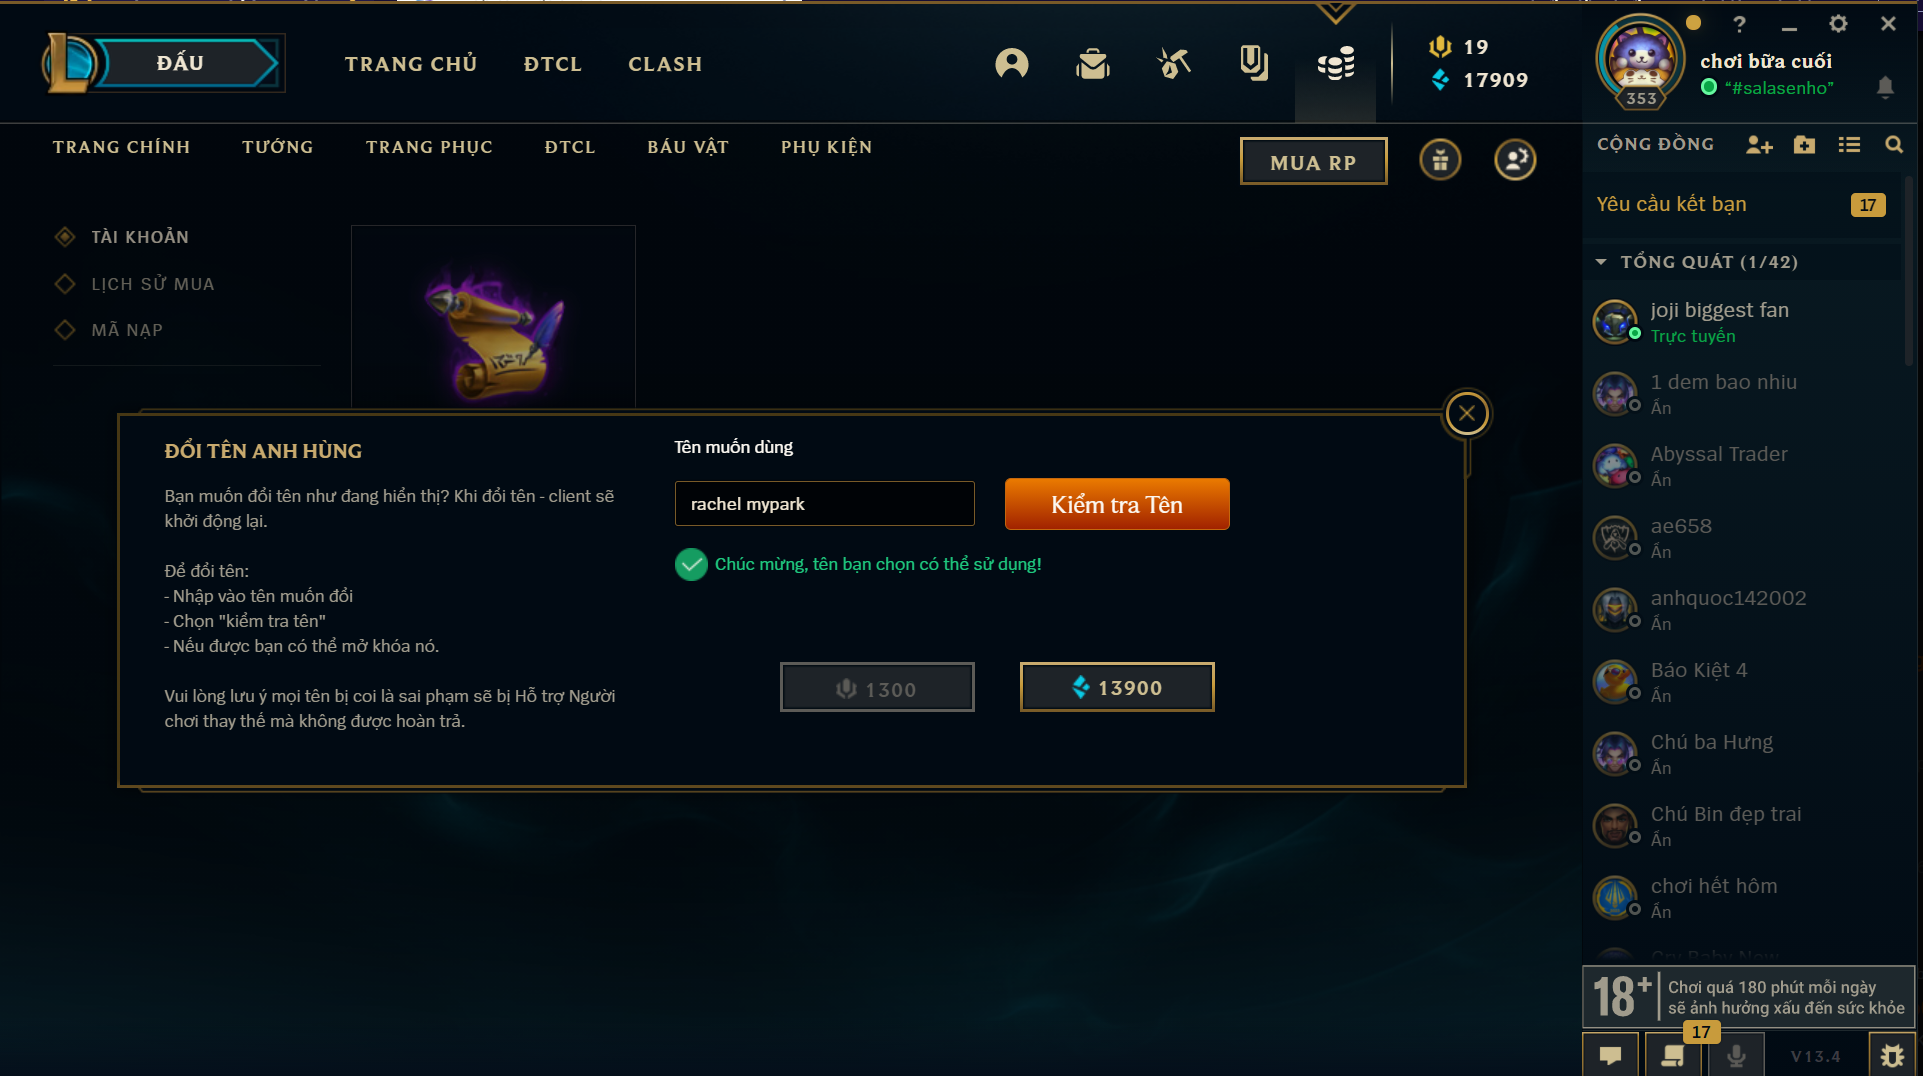 ĐẤU
TRANG CHỦ
ĐTCL
CLASH
19
17909
353
?
chơi bữa cuối
“#salasenho”
TRANG CHÍNH
TƯỚNG
TRANG PHỤC
ĐTCL
BÁU VẬT
PHỤ KIỆN
MUA RP
CỘNG ĐỒNG
TÀI KHOẢN
LỊCH SỬ MUA
MÃ NẠP
ĐỔI TÊN ANH HÙNG
Bạn muốn đổi tên như đang hiển thị? Khi đổi tên - client sẽ
khởi động lại.
Để đổi tên:
- Nhập vào tên muốn đổi
- Chọn "kiểm tra tên"
- Nếu được bạn có thể mở khóa nó.
Vui lòng lưu ý mọi tên bị coi là sai phạm sẽ bị Hỗ trợ Người
chơi thay thế mà không được hoàn trả.
Tên muốn dùng
rachel mypark
Kiểm tra Tên
Chúc mừng, tên bạn chọn có thể sử dụng!
1300
13900
Yêu cầu kết bạn
17
TỔNG QUÁT (1/42)
joji biggest fan
Trực tuyến
1 dem bao nhiu
Ẩn
Abyssal Trader
Ẩn
ae658
Ẩn
anhquoc142002
Ẩn
Báo Kiệt 4
Ẩn
Chú ba Hưng
Ẩn
Chú Bin đẹp trai
Ẩn
chơi hết hôm
Ẩn
Cry Baby Now
18+
Chơi quá 180 phút mỗi ngày
sẽ ảnh hưởng xấu đến sức khỏe
17
V13.4